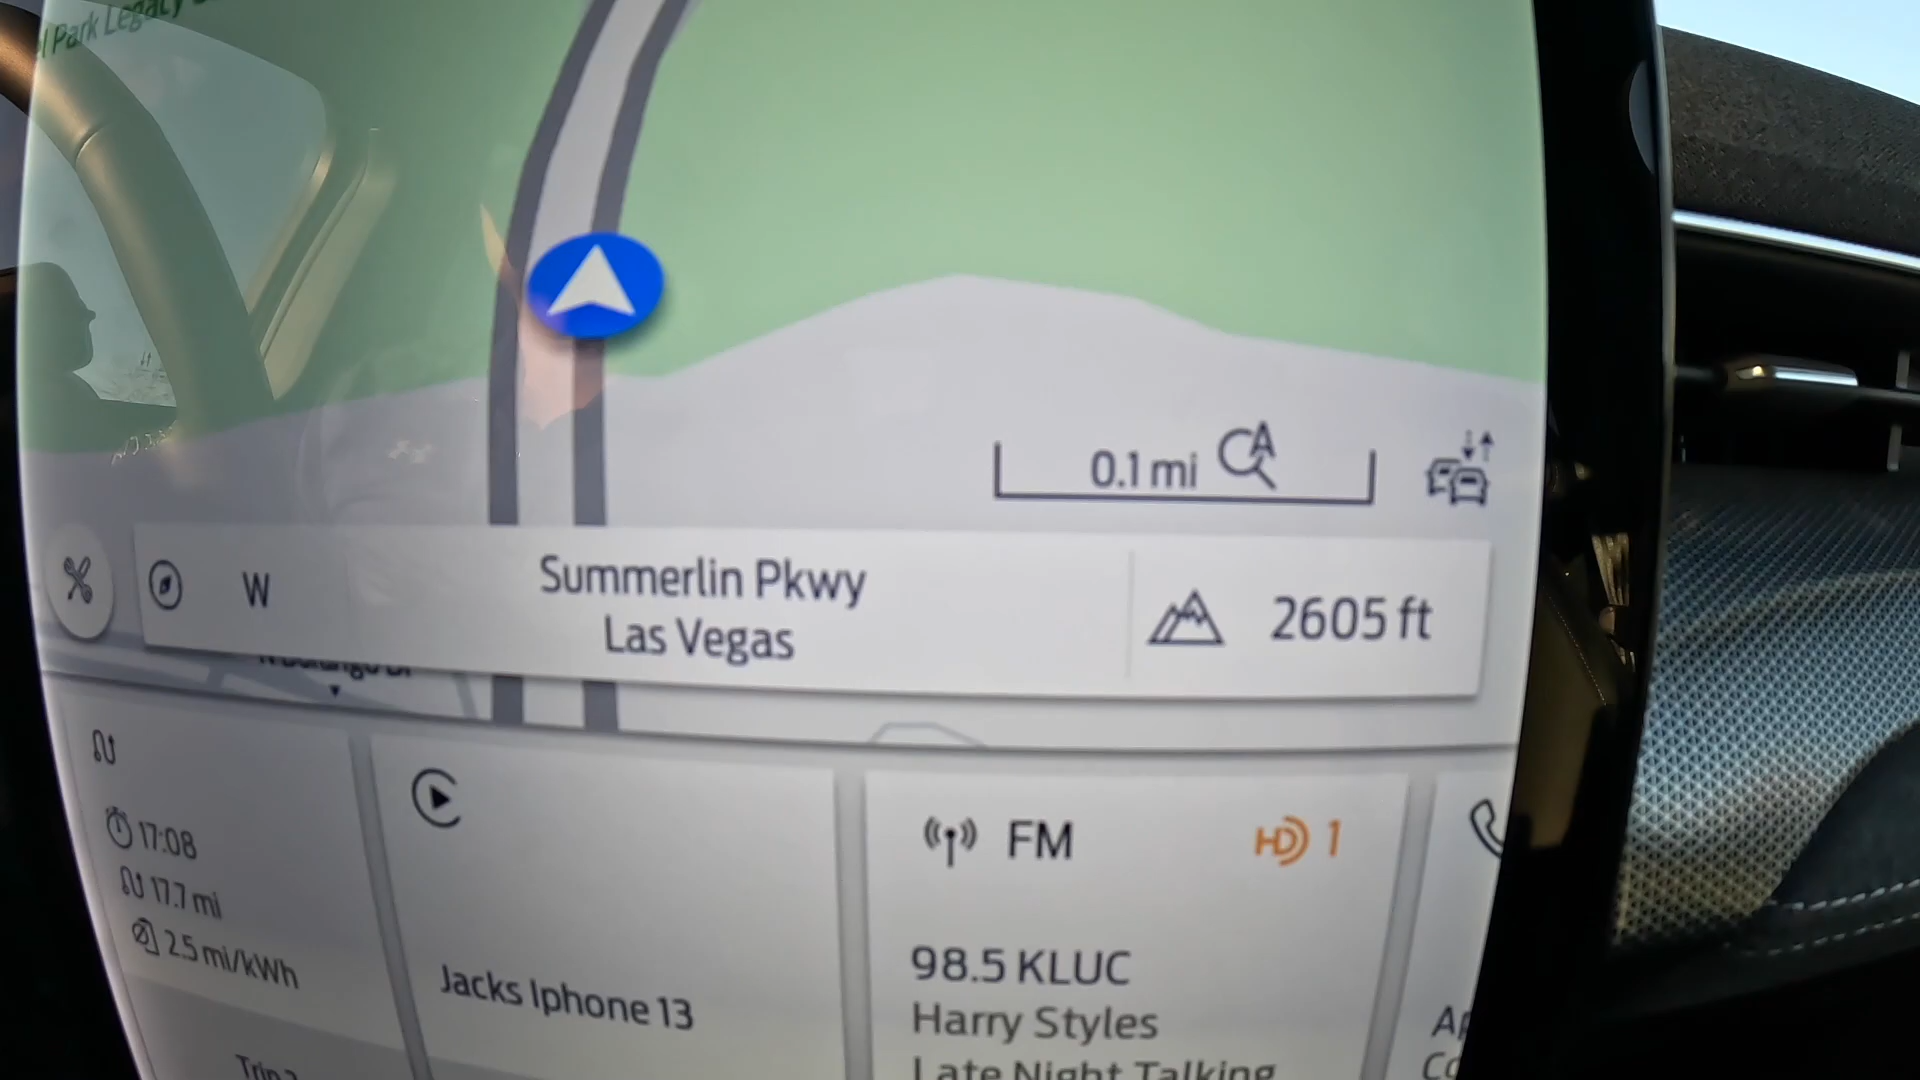 Park Legacy
0.1 mi
W
Summerlin Pkwy
Las Vegas
2605 ft
17:08
17.7 mi
2.5 mi/kWh
Jacks Iphone 13
FM
HD 1
98.5 KLUC
Harry Styles
Late Night Talking